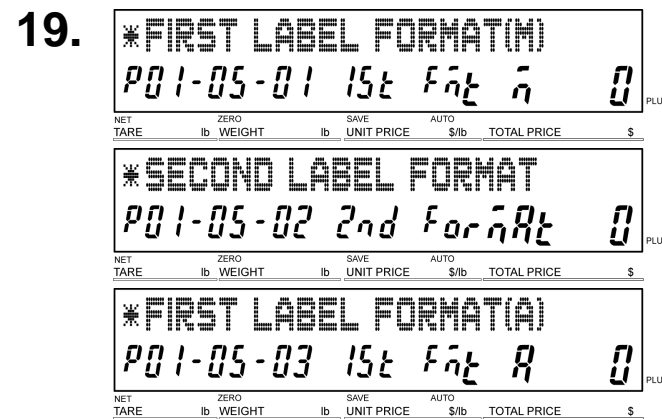 19.
*FIRST LABEL FORMAT(M)
P01-05-01 1St Fmt m 0
PLU
NET ZERO SAVE AUTO
TARE lb WEIGHT lb UNIT PRICE $/lb TOTAL PRICE $
*SECOND LABEL FORMAT
P01-05-02 2nd FormAt 0
PLU
NET ZERO SAVE AUTO
TARE lb WEIGHT lb UNIT PRICE $/lb TOTAL PRICE $
*FIRST LABEL FORMAT(A)
P01-05-03 1St Fmt A 0
PLU
NET ZERO SAVE AUTO
TARE lb WEIGHT lb UNIT PRICE $/lb TOTAL PRICE $